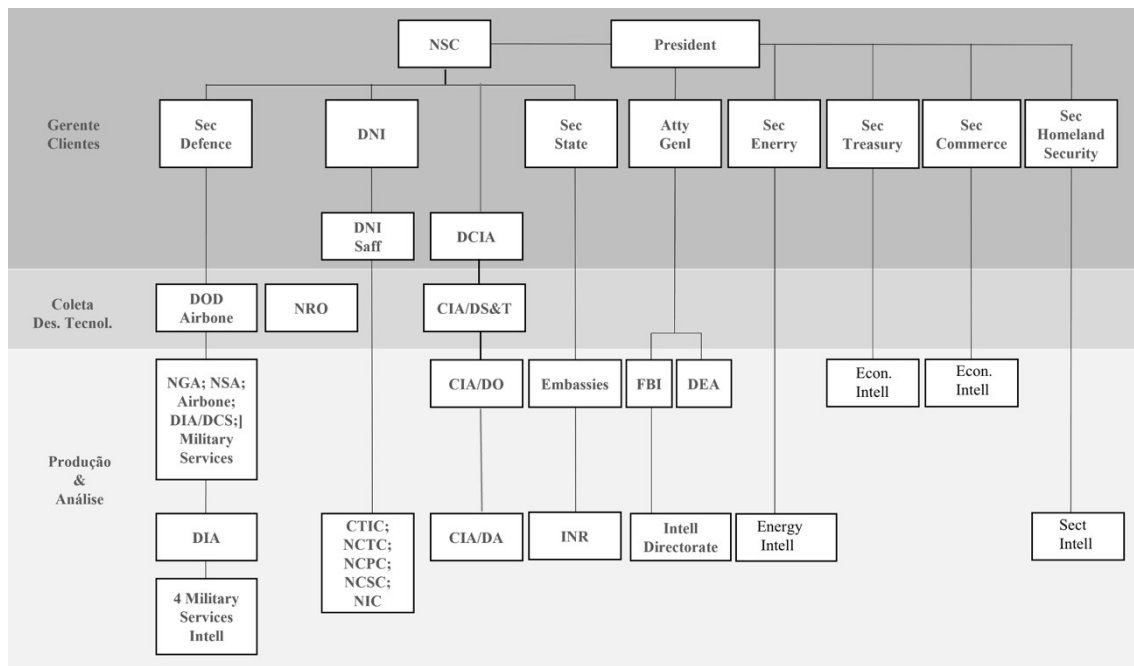 NSC
President
Gerente
Clientes
Sec
Defence
DNI
Sec
State
Atty
Genl
Sec
Enerry
Sec
Treasury
Sec
Commerce
Sec
Homeland
Security
DNI
Saff
DCIA
Coleta
Des. Tecnol.
DOD
Airbone
NRO
CIA/DS&T
NGA; NSA;
Airbone;
DIA/DCS;]
Military
Services
CIA/DO
Embassies
FBI
DEA
Econ.
Intell
Econ.
Intell
Produção
&
Análise
DIA
CTIC;
NCTC;
NCPC;
NCSC;
NIC
CIA/DA
INR
Intell
Directorate
Energy
Intell
Sect
Intell
4 Military
Services
Intell